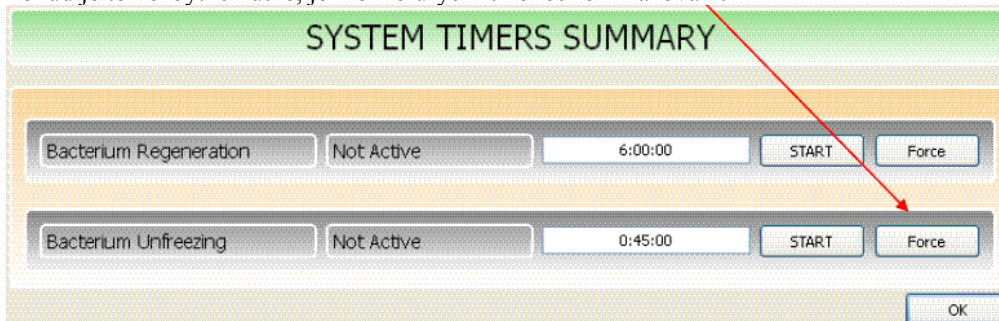 SYSTEM TIMERS SUMMARY
Bacterium Regeneration Not Active 6:00:00 START Force
Bacterium Unfreezing Not Active 0:45:00 START Force
OK